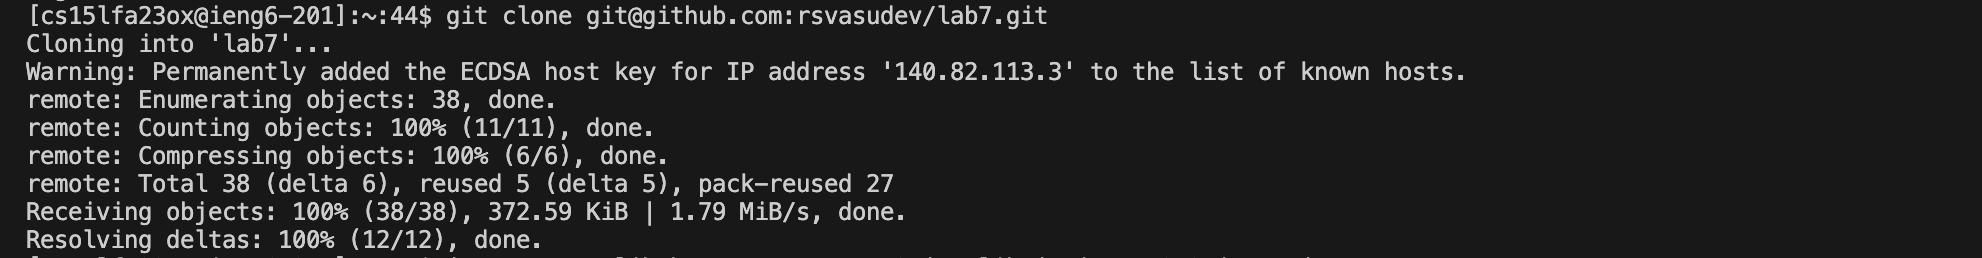 [cs15lfa23ox@ieng6-201]:~:44$ git clone git@github.com:rsvasudev/lab7.git
Cloning into 'lab7'...
Warning: Permanently added the ECDSA host key for IP address '140.82.113.3' to the list of known hosts.
remote: Enumerating objects: 38, done.
remote: Counting objects: 100% (11/11), done.
remote: Compressing objects: 100% (6/6), done.
remote: Total 38 (delta 6), reused 5 (delta 5), pack-reused 27
Receiving objects: 100% (38/38), 372.59 KiB | 1.79 MiB/s, done.
Resolving deltas: 100% (12/12), done.